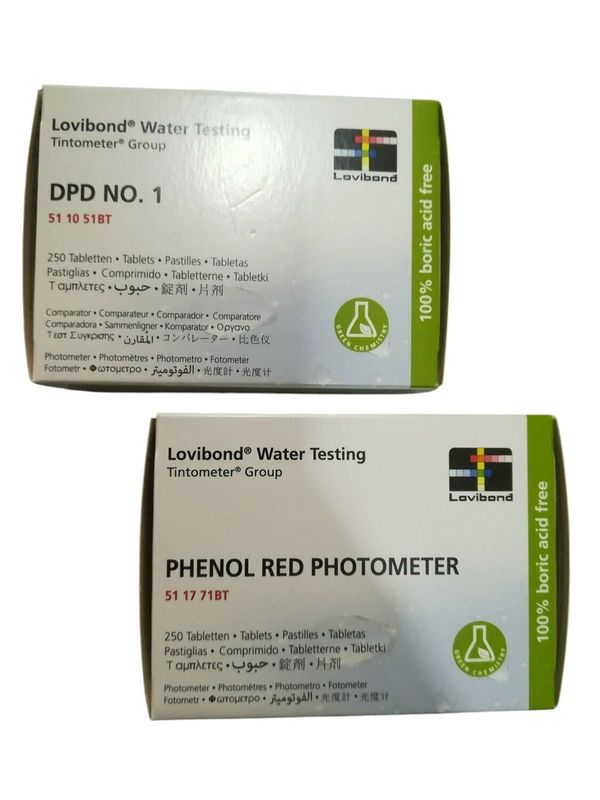 Lovibond® Water Testing
Tintometer® Group
Lovibond
DPD NO. 1
51 10 51BT
250 Tabletten • Tablets • Pastilles • Tabletas
Pastiglias • Comprimido • Tabletterne • Tabletki
Ταμπλετες • حبوب • 錠剤 • 片剂
Comparator • Comparateur • Comparador • Comparatore
Comparadora • Sammenligner • Komparator • Οργανο
Τεστ Συγκρισης • المقارن • コンパレーター • 比色仪
Photometer • Photomètres • Photometro • Fotometer
Fotometr • Φωτομετρο • الفوتوميتر • 光度計 • 光度计
GREEN CHEMISTRY
100% boric acid free
Lovibond® Water Testing
Tintometer® Group
Lovibond
PHENOL RED PHOTOMETER
51 17 71BT
250 Tabletten • Tablets • Pastilles • Tabletas
Pastiglias • Comprimido • Tabletterne • Tabletki
Ταμπλετες • حبوب • 錠剤 • 片剂
Photometer • Photomètres • Photometro • Fotometer
Fotometr • Φωτομετρο • الفوتوميتر • 光度計 • 光度计
GREEN CHEMISTRY
100% boric acid free